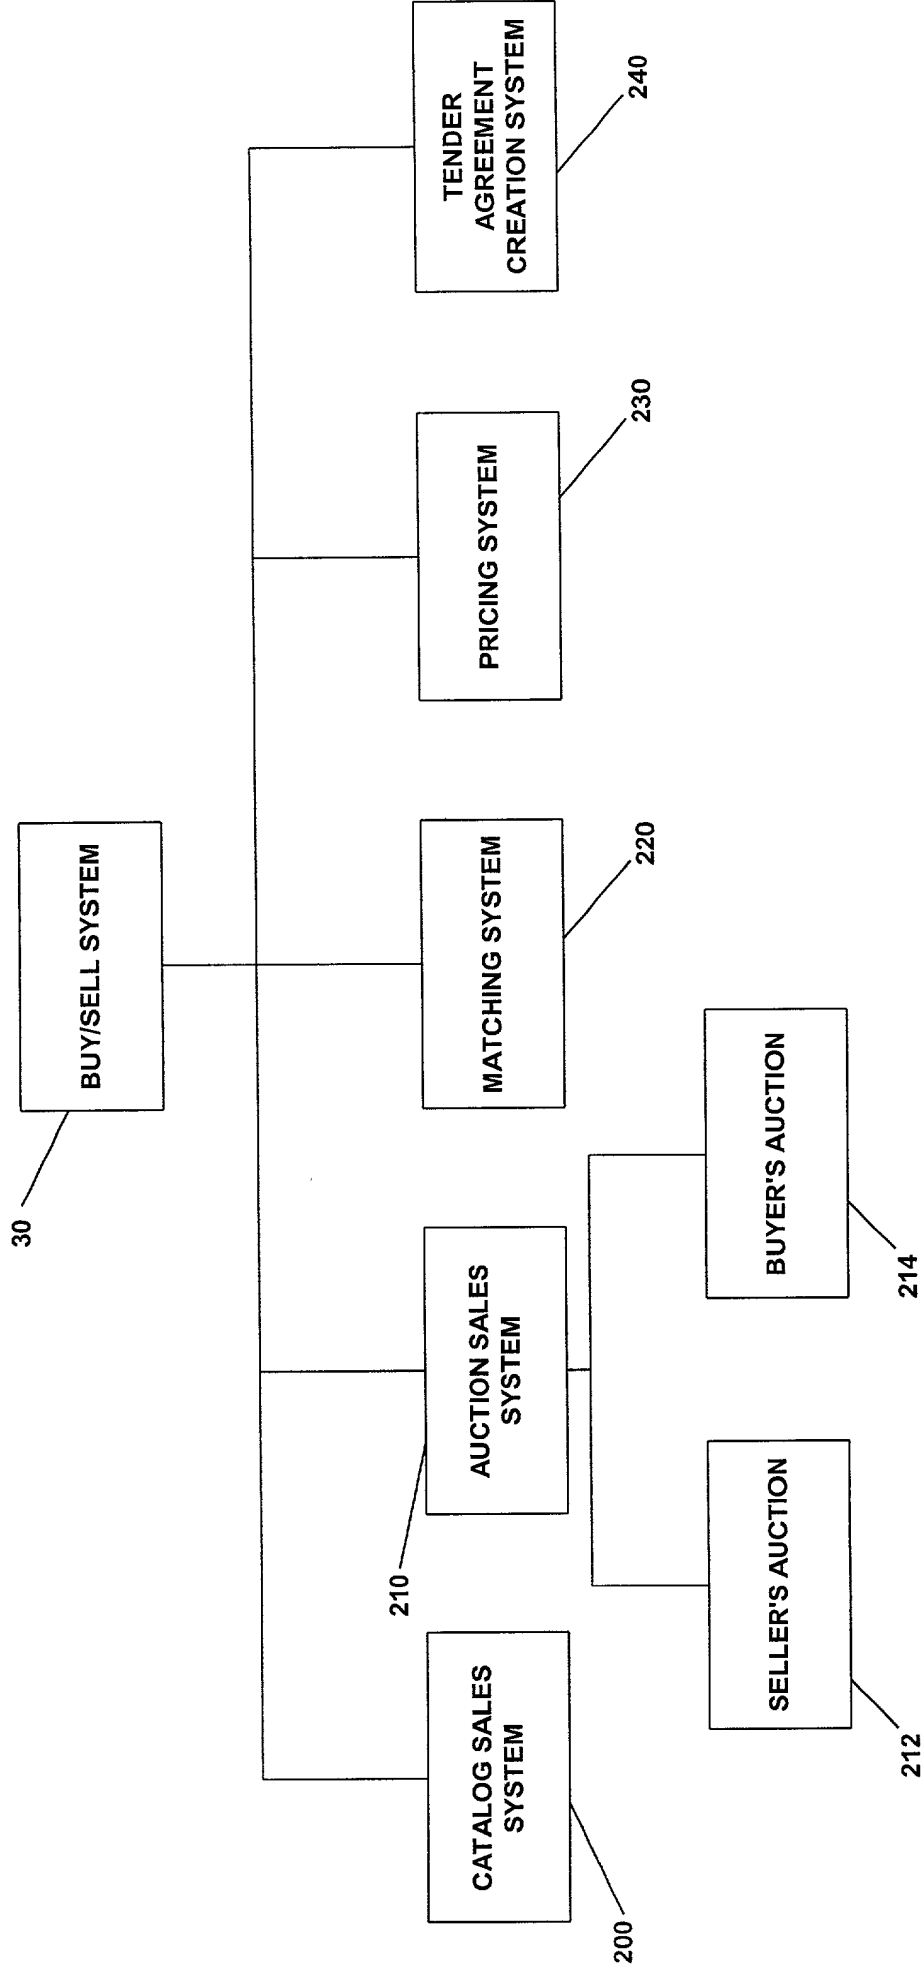 BUY/SELL SYSTEM
30
CATALOG SALES
SYSTEM
200
AUCTION SALES
SYSTEM
210
MATCHING SYSTEM
220
PRICING SYSTEM
230
TENDER
AGREEMENT
CREATION SYSTEM
240
SELLER'S AUCTION
212
BUYER'S AUCTION
214